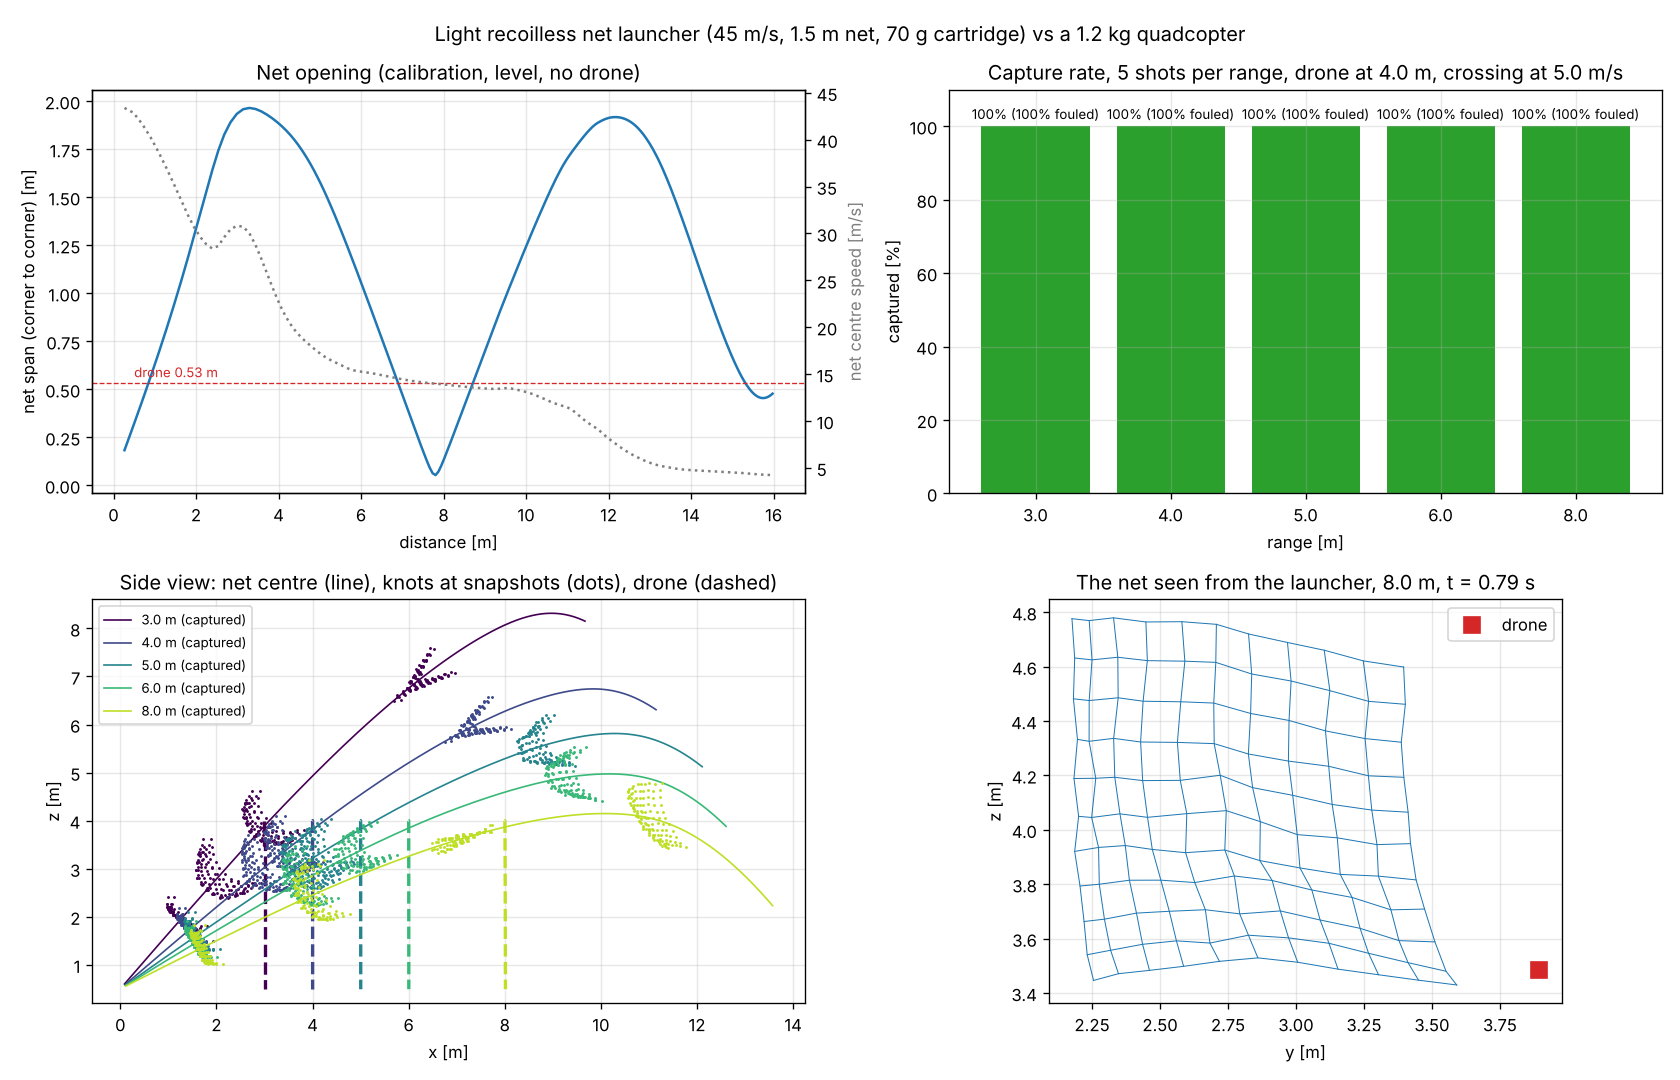 Light recoilless net launcher (45 m/s, 1.5 m net, 70 g cartridge) vs a 1.2 kg quadcopter
Net opening (calibration, level, no drone)
net span (corner to corner) [m]
2.00
1.75
1.50
1.25
1.00
0.75
0.50
0.25
0.00
drone 0.53 m
45
40
35
30
25
20
15
10
5
net centre speed [m/s]
0 2 4 6 8 10 12 14 16
distance [m]
Capture rate, 5 shots per range, drone at 4.0 m, crossing at 5.0 m/s
captured [%]
100
80
60
40
20
0
100% (100% fouled) 100% (100% fouled) 100% (100% fouled) 100% (100% fouled) 100% (100% fouled)
3.0 4.0 5.0 6.0 8.0
range [m]
Side view: net centre (line), knots at snapshots (dots), drone (dashed)
z [m]
8
7
6
5
4
3
2
1
3.0 m (captured)
4.0 m (captured)
5.0 m (captured)
6.0 m (captured)
8.0 m (captured)
0 2 4 6 8 10 12 14
x [m]
The net seen from the launcher, 8.0 m, t = 0.79 s
z [m]
4.8
4.6
4.4
4.2
4.0
3.8
3.6
3.4
drone
2.25 2.50 2.75 3.00 3.25 3.50 3.75
y [m]